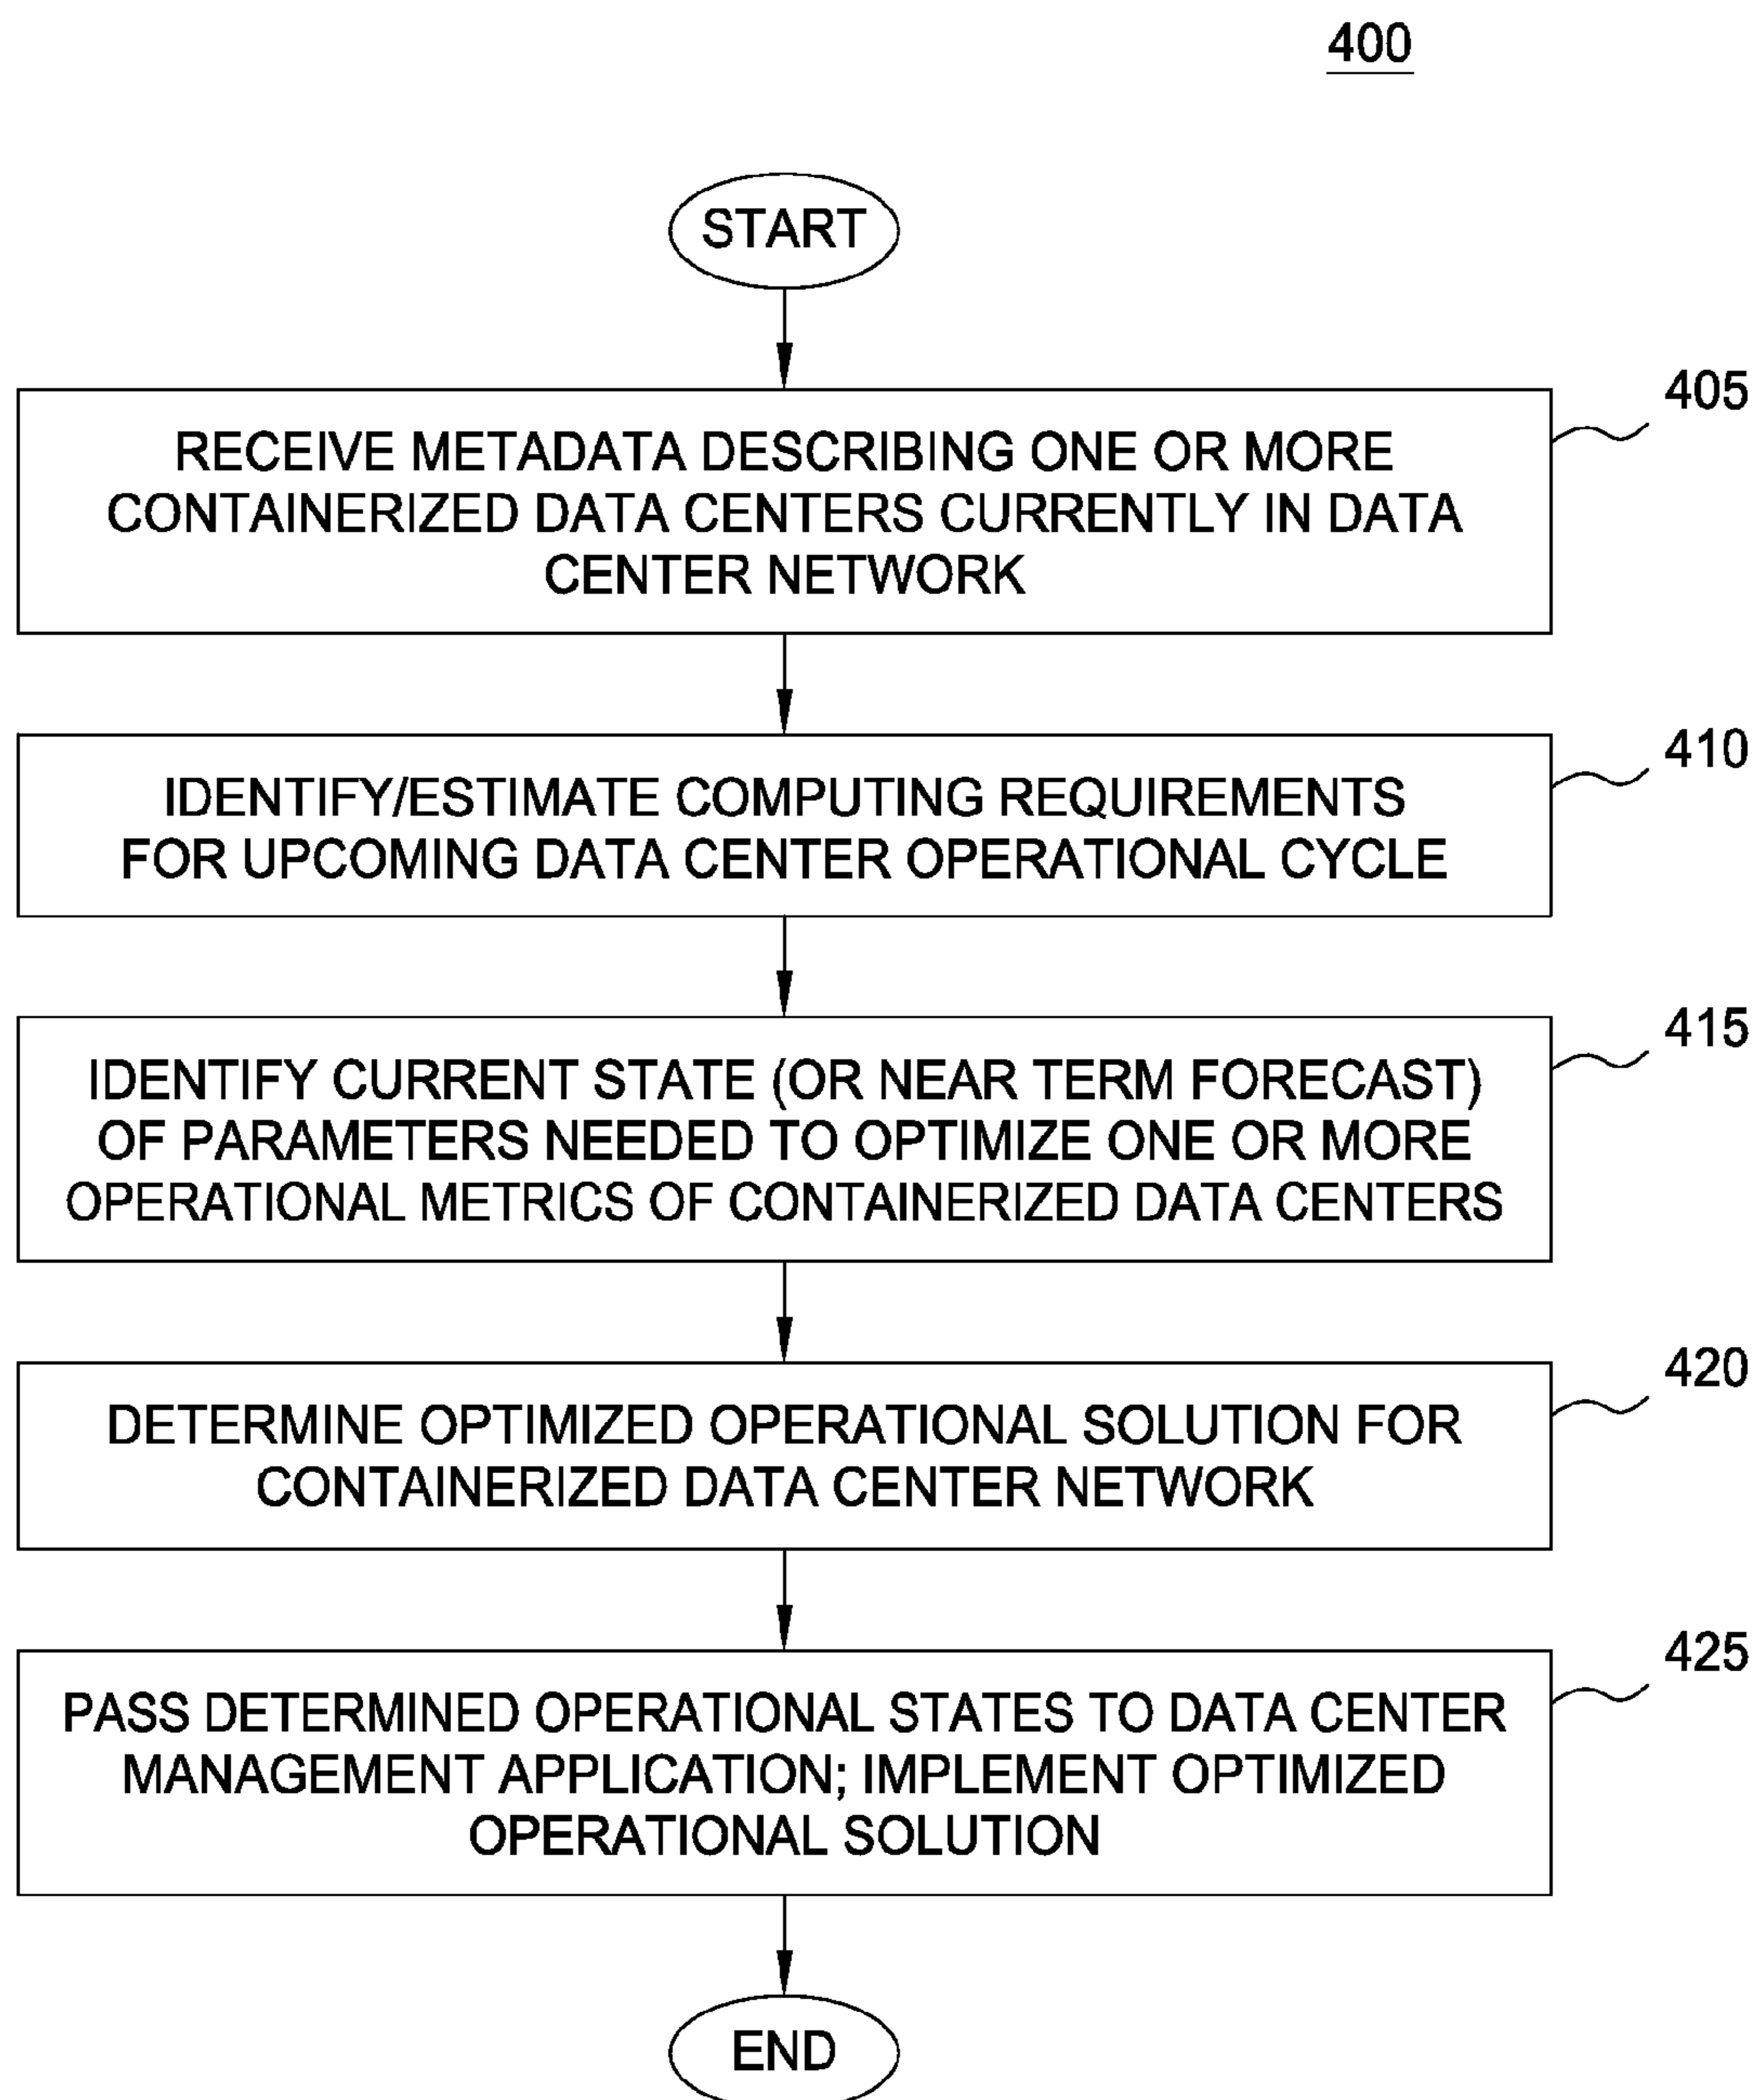 400
START
405
RECEIVE METADATA DESCRIBING ONE OR MORE
CONTAINERIZED DATA CENTERS CURRENTLY IN DATA
CENTER NETWORK
410
IDENTIFY/ESTIMATE COMPUTING REQUIREMENTS
FOR UPCOMING DATA CENTER OPERATIONAL CYCLE
415
IDENTIFY CURRENT STATE (OR NEAR TERM FORECAST)
OF PARAMETERS NEEDED TO OPTIMIZE ONE OR MORE
OPERATIONAL METRICS OF CONTAINERIZED DATA CENTERS
420
DETERMINE OPTIMIZED OPERATIONAL SOLUTION FOR
CONTAINERIZED DATA CENTER NETWORK
425
PASS DETERMINED OPERATIONAL STATES TO DATA CENTER
MANAGEMENT APPLICATION; IMPLEMENT OPTIMIZED
OPERATIONAL SOLUTION
END